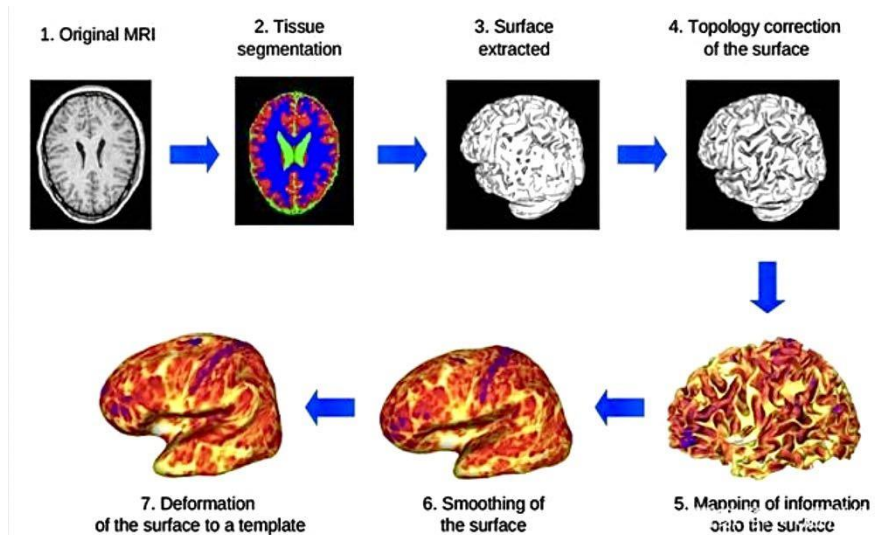 1. Original MRI
2. Tissue
segmentation
3. Surface
extracted
4. Topology correction
of the surface
7. Deformation
of the surface to a template
6. Smoothing of
the surface
5. Mapping of information
onto the surface